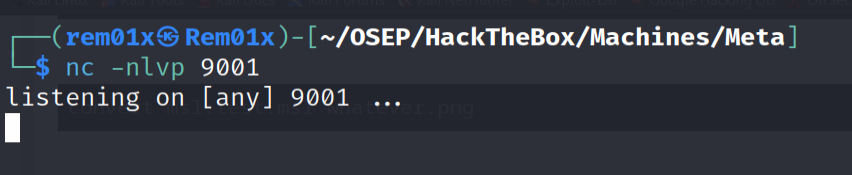 ┌──(rem01x㉿Rem01x)-[~/OSEP/HackTheBox/Machines/Meta]
└─$ nc -nlvp 9001
listening on [any] 9001 ...